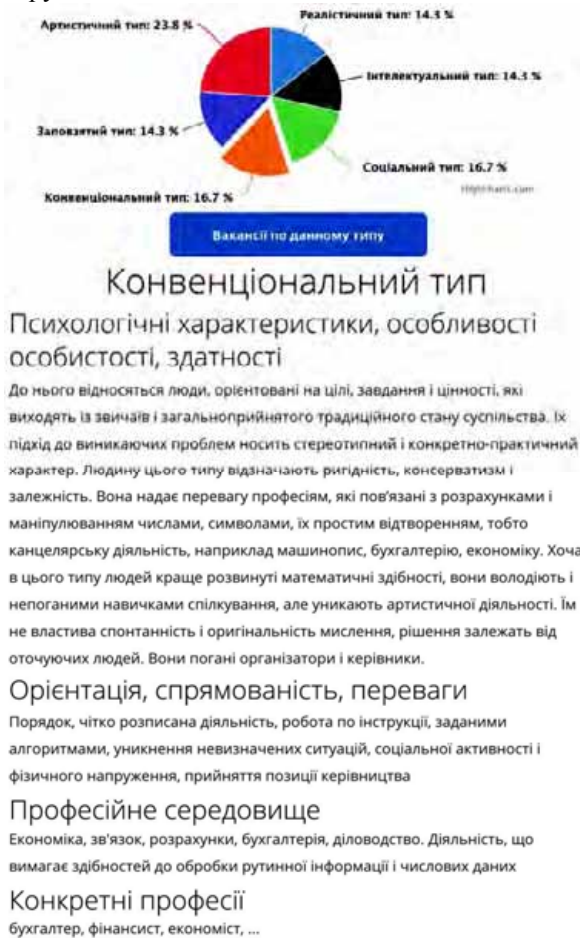 Реалістичний тип: 14.3 %
Артистичний тип: 23.8 %
Інтелектуальний тип: 14.3 %
Заповзятий тип: 14.3 %
Соціальний тип: 16.7 %
Конвенціональний тип: 16.7 %
Highcharts.com
Вакансії по данному типу
Конвенціональний тип
Психологічні характеристики, особливості
особистості, здатності
До нього відносяться люди, орієнтовані на цілі, завдання і цінності, які
виходять із звичаїв і загальноприйнятого традиційного стану суспільства. Їх
підхід до виникаючих проблем носить стереотипний і конкретно-практичний
характер. Людину цього типу відзначають ригідність, консерватизм і
залежність. Вона надає перевагу професіям, які пов'язані з розрахунками і
маніпулюванням числами, символами, їх простим відтворенням, тобто
канцелярську діяльність, наприклад машинопис, бухгалтерію, економіку. Хоча
в цього типу людей краще розвинуті математичні здібності, вони володіють і
непоганими навичками спілкування, але уникають артистичної діяльності. Їм
не властива спонтанність і оригінальність мислення, рішення залежать від
оточуючих людей. Вони погані організатори і керівники.
Орієнтація, спрямованість, переваги
Порядок, чітко розписана діяльність, робота по інструкції, заданими
алгоритмами, уникнення невизначених ситуацій, соціальної активності і
фізичного напруження, прийняття позиції керівництва
Професійне середовище
Економіка, зв'язок, розрахунки, бухгалтерія, діловодство. Діяльність, що
вимагає здібностей до обробки рутинної інформації і числових даних
Конкретні професії
бухгалтер, фінансист, економіст, ...